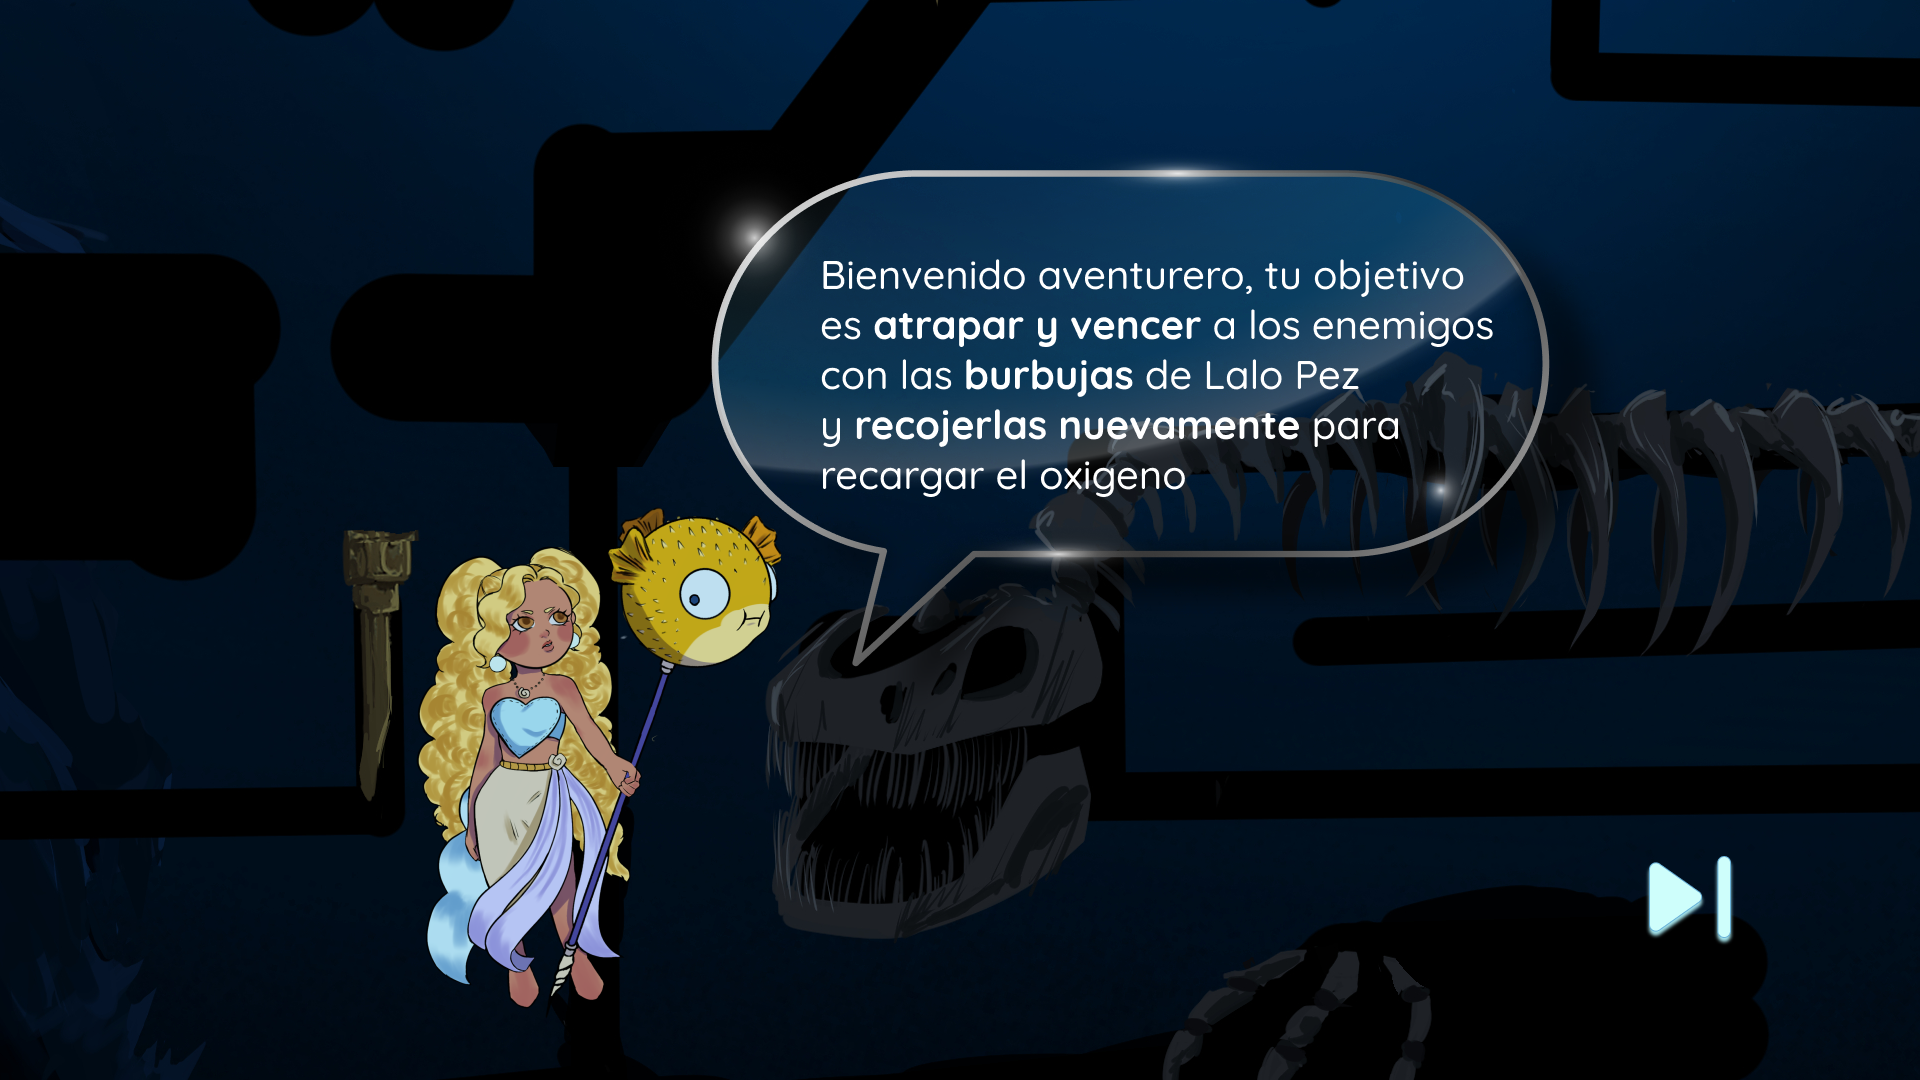 Bienvenido aventurero, tu objetivo
es atrapar y vencer a los enemigos
con las burbujas de Lalo Pez
y recojerlas nuevamente para
recargar el oxigeno